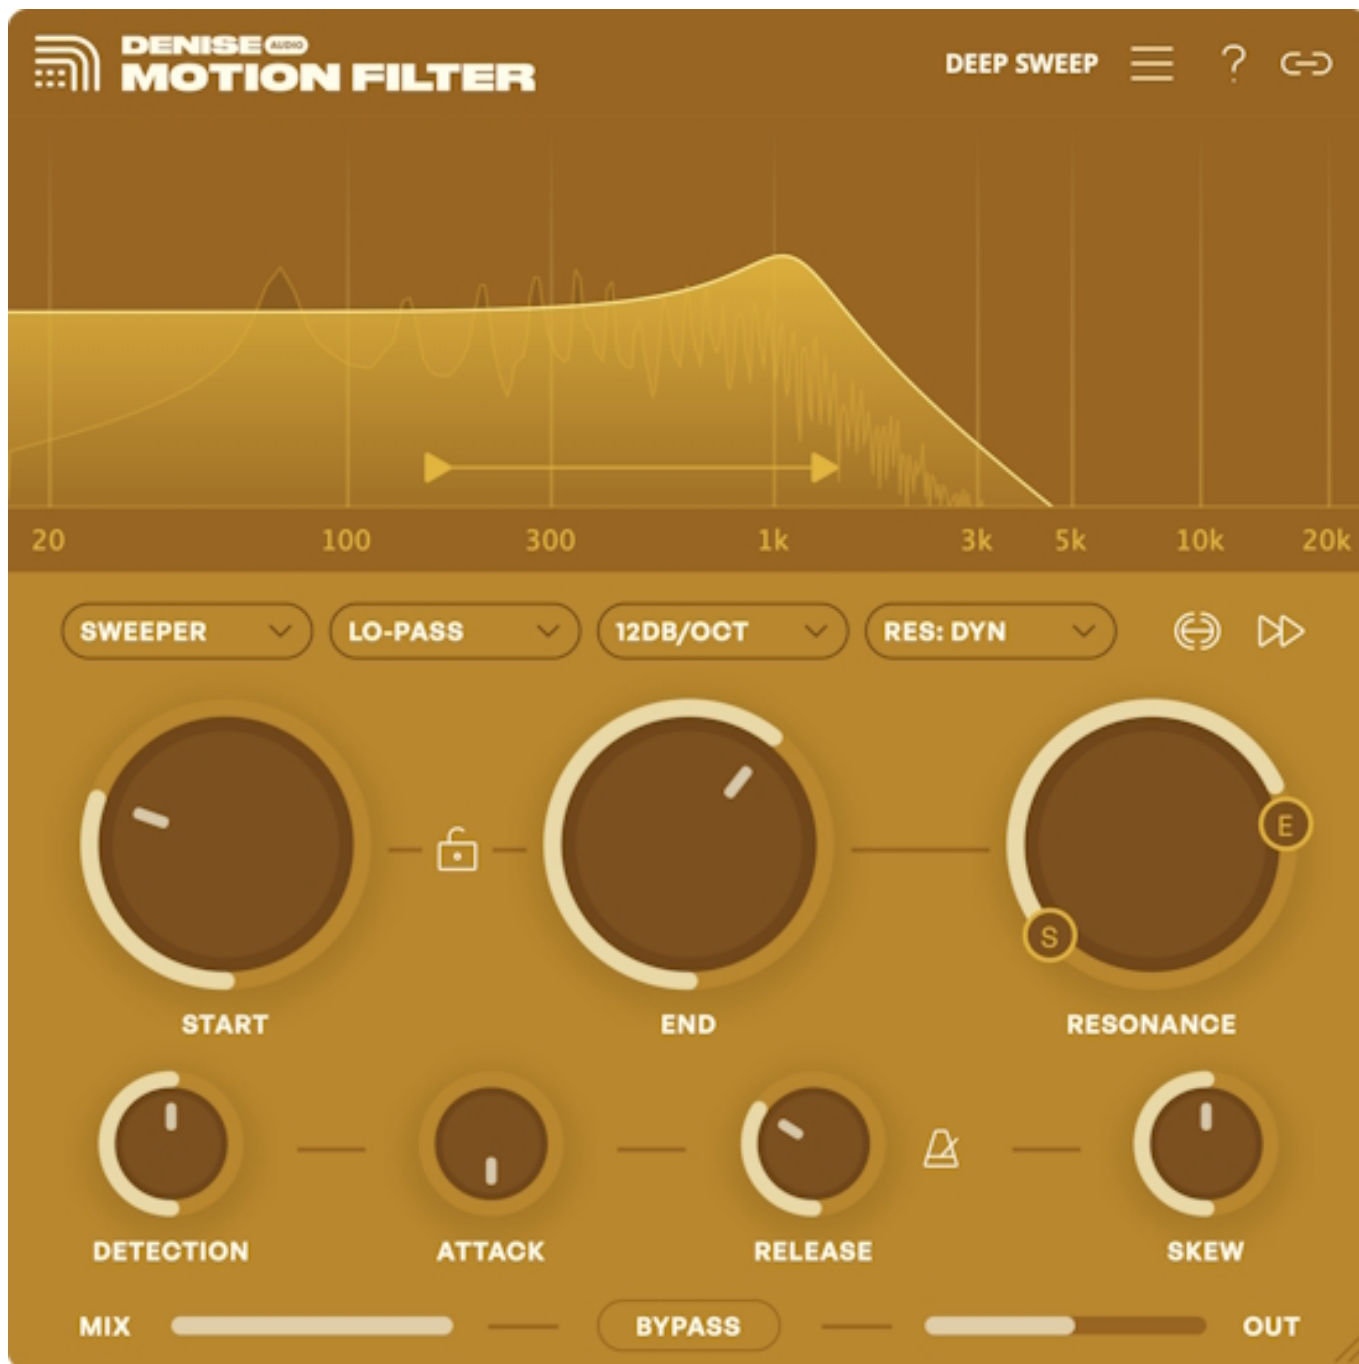 DENISE AUDIO
MOTION FILTER
DEEP SWEEP
?
20 100 300 1k 3k 5k 10k 20k
SWEEPER LO-PASS 12DB/OCT RES: DYN
E
S
START END RESONANCE
DETECTION ATTACK RELEASE SKEW
MIX BYPASS OUT